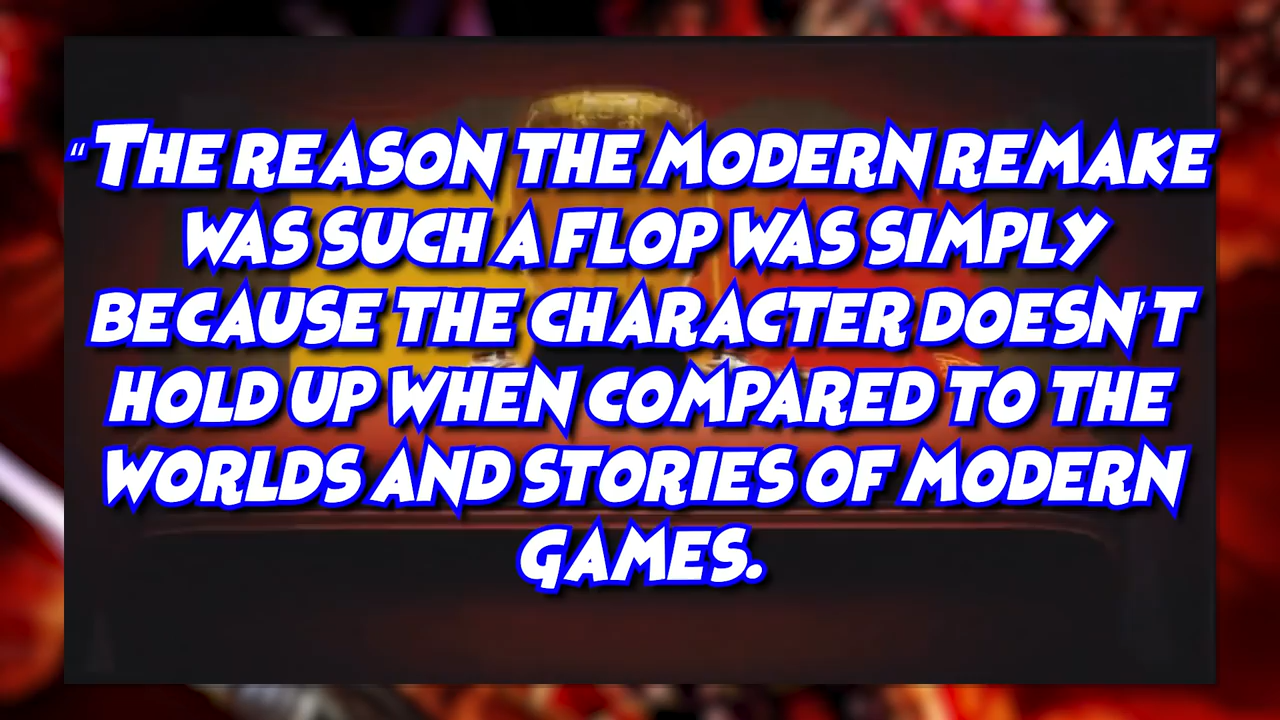 “The reason the modern remake
was such a flop was simply
because the character doesn't
hold up when compared to the
worlds and stories of modern
games.